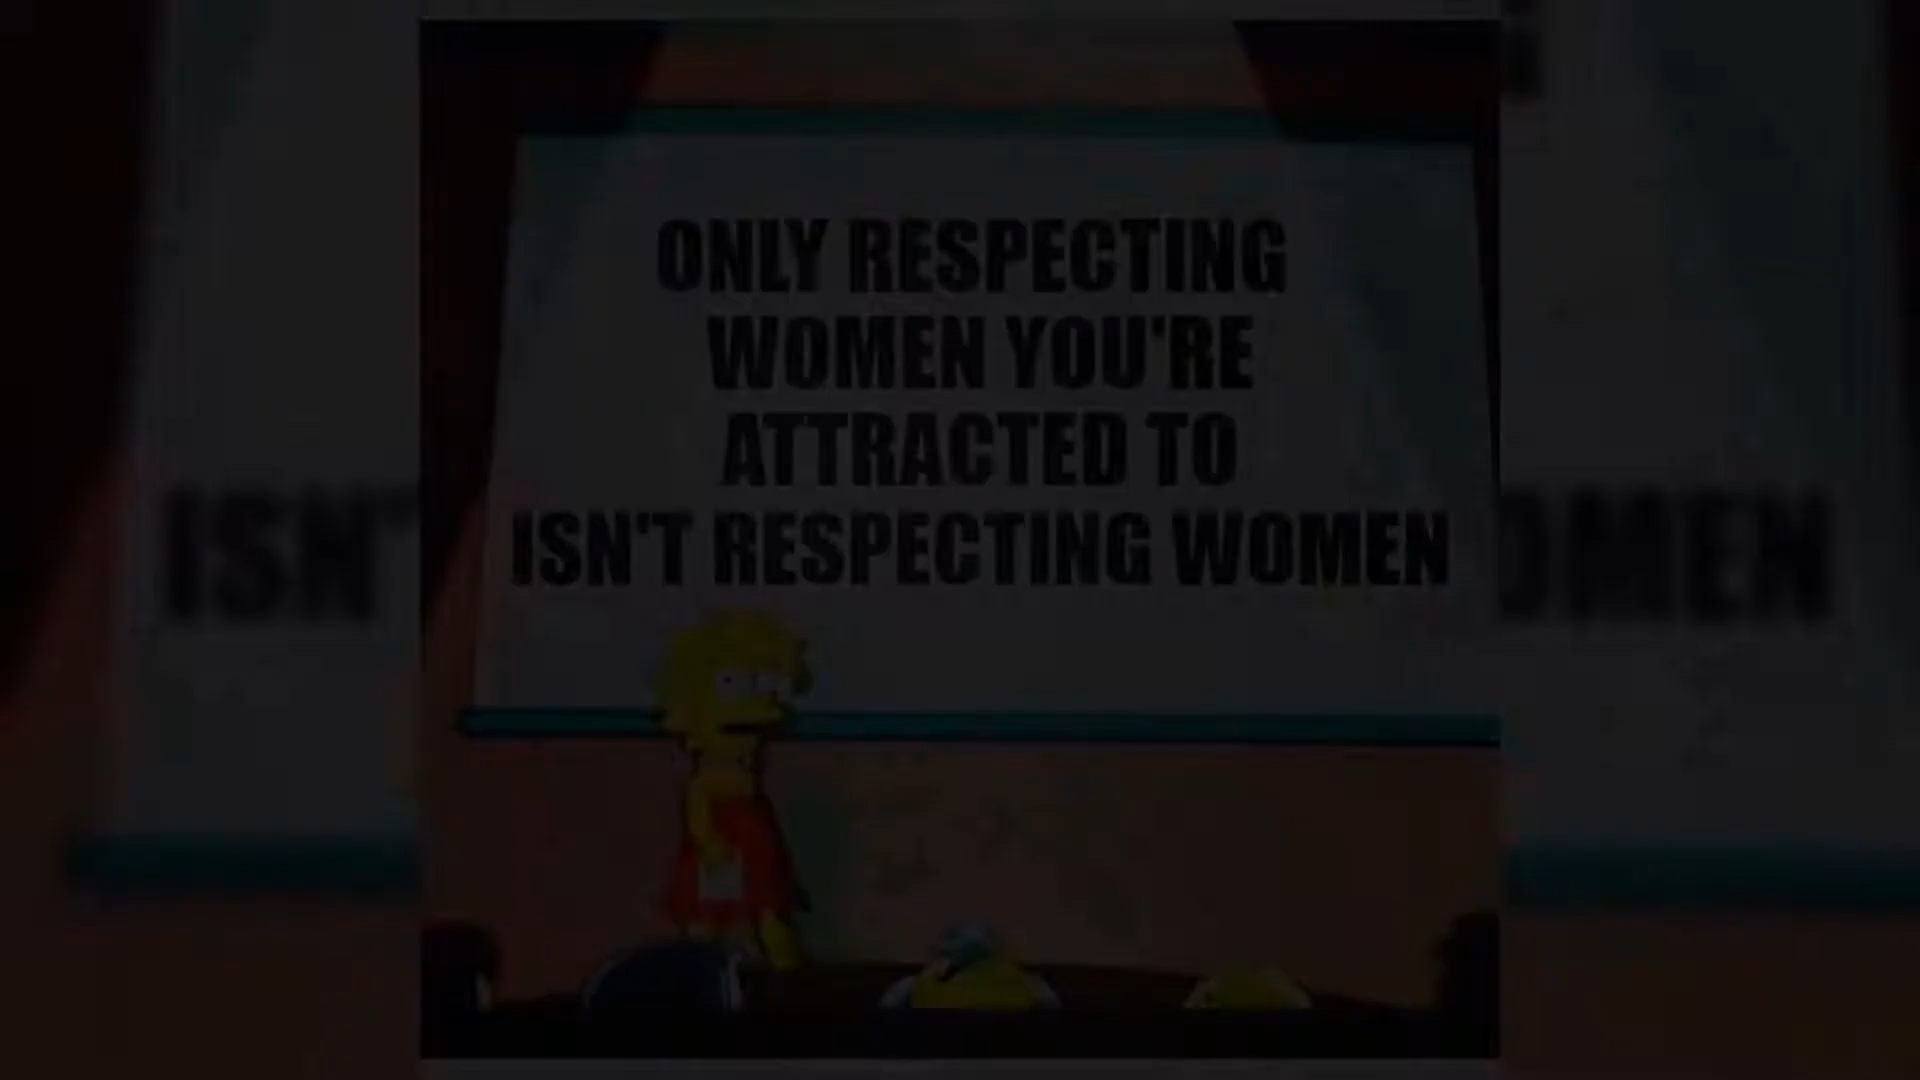 ONLY RESPECTING
WOMEN YOU'RE
ATTRACTED TO
ISN'T RESPECTING WOMEN